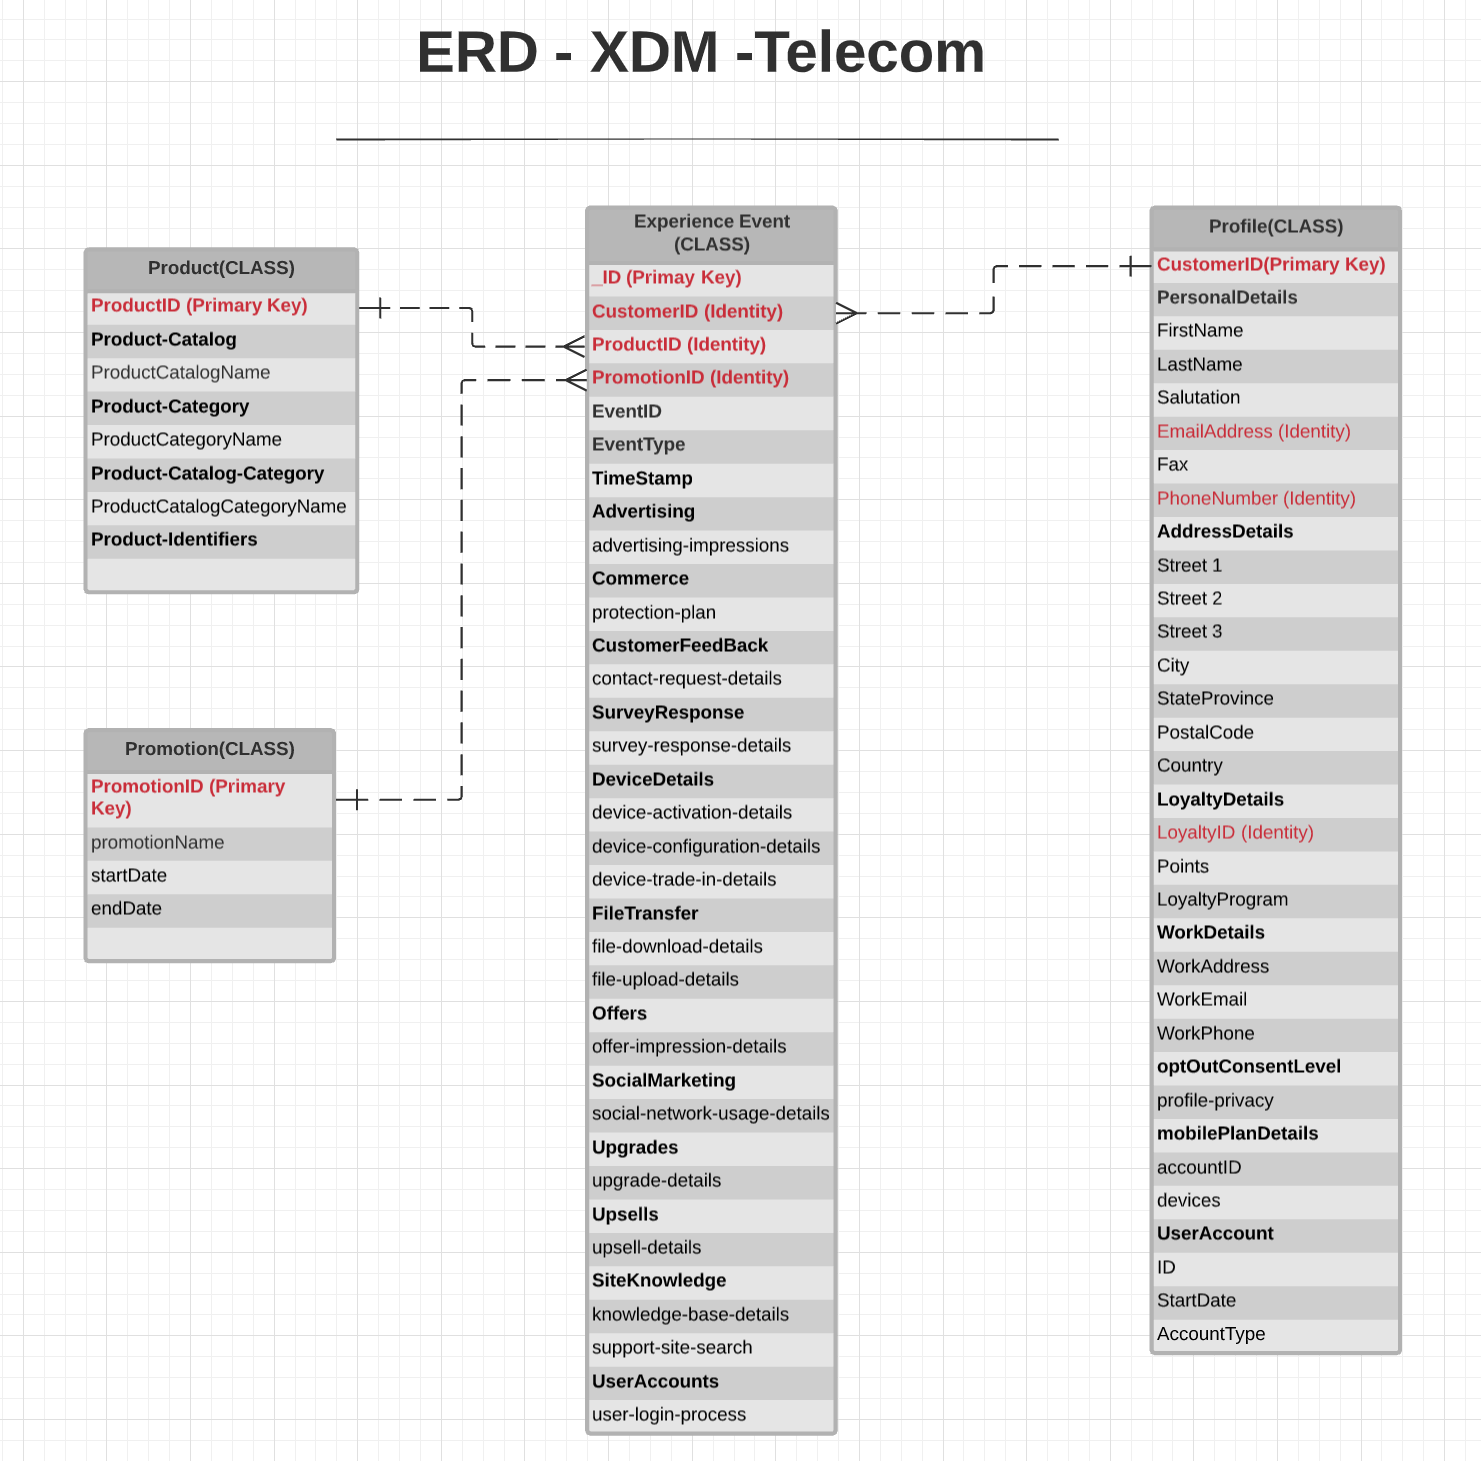 ERD - XDM -Telecom
Product(CLASS)
ProductID (Primary Key)
Product-Catalog
ProductCatalogName
Product-Category
ProductCategoryName
Product-Catalog-Category
ProductCatalogCategoryName
Product-Identifiers
Promotion(CLASS)
PromotionID (Primary
Key)
promotionName
startDate
endDate
Experience Event
(CLASS)
_ID (Primay Key)
CustomerID (Identity)
ProductID (Identity)
PromotionID (Identity)
EventID
EventType
TimeStamp
Advertising
advertising-impressions
Commerce
protection-plan
CustomerFeedBack
contact-request-details
SurveyResponse
survey-response-details
DeviceDetails
device-activation-details
device-configuration-details
device-trade-in-details
FileTransfer
file-download-details
file-upload-details
Offers
offer-impression-details
SocialMarketing
social-network-usage-details
Upgrades
upgrade-details
Upsells
upsell-details
SiteKnowledge
knowledge-base-details
support-site-search
UserAccounts
user-login-process
Profile(CLASS)
CustomerID(Primary Key)
PersonalDetails
FirstName
LastName
Salutation
EmailAddress (Identity)
Fax
PhoneNumber (Identity)
AddressDetails
Street 1
Street 2
Street 3
City
StateProvince
PostalCode
Country
LoyaltyDetails
LoyaltyID (Identity)
Points
LoyaltyProgram
WorkDetails
WorkAddress
WorkEmail
WorkPhone
optOutConsentLevel
profile-privacy
mobilePlanDetails
accountID
devices
UserAccount
ID
StartDate
AccountType